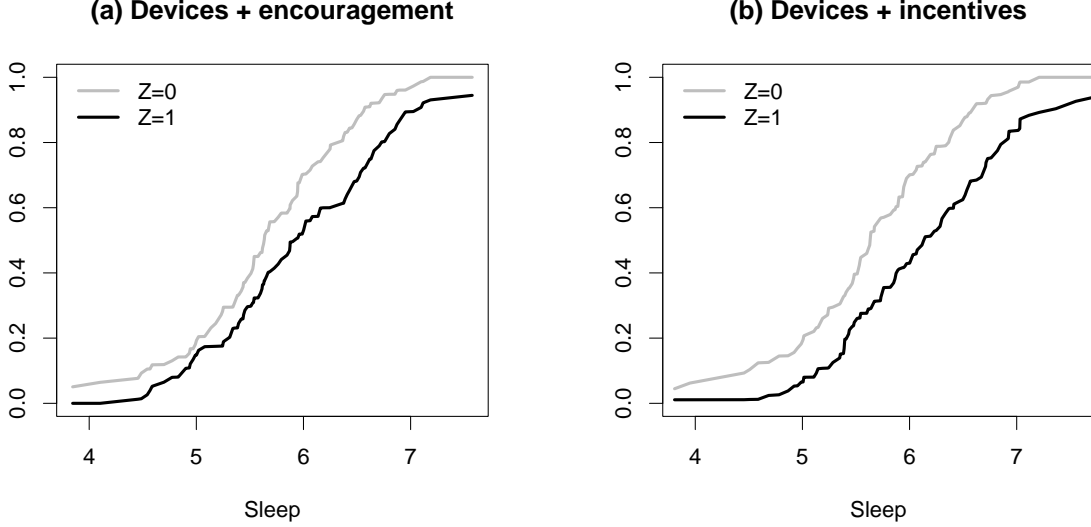 (a) Devices + encouragement
(b) Devices + incentives
Z=0
Z=1
0.0 0.2 0.4 0.6 0.8 1.0
4 5 6 7
Sleep
Z=0
Z=1
0.0 0.2 0.4 0.6 0.8 1.0
4 5 6 7
Sleep